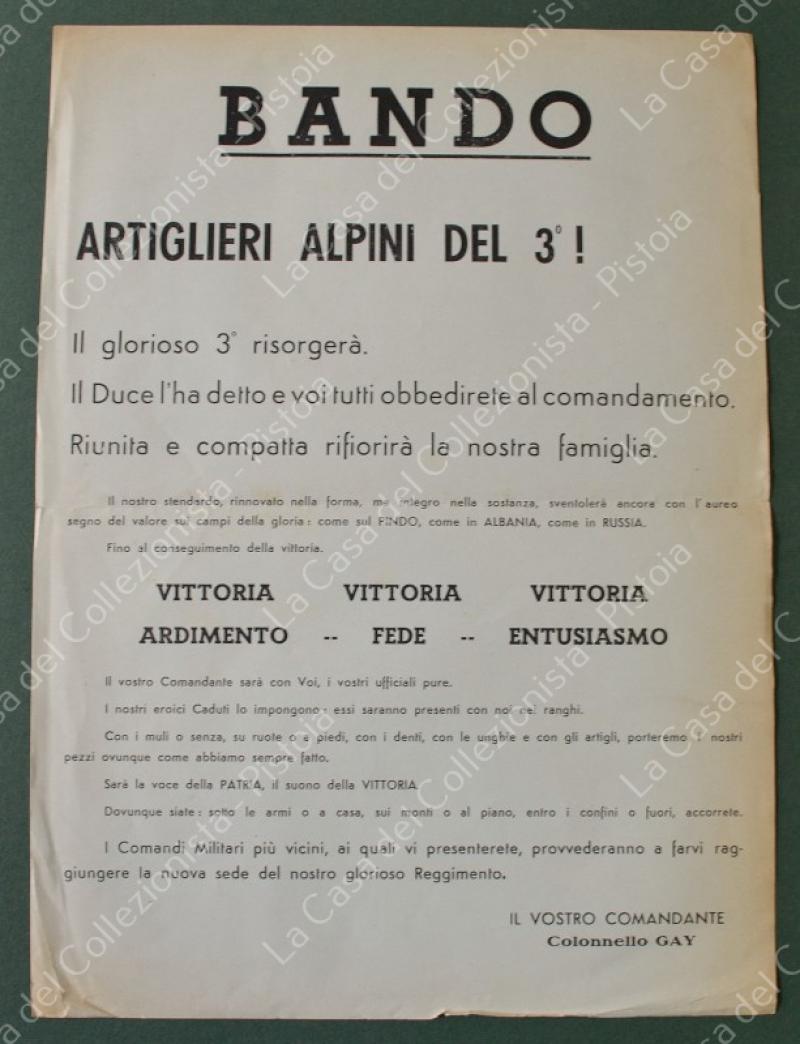 BANDO
ARTIGLIERI ALPINI DEL 3° !
Il glorioso 3° risorgerà.
Il Duce l'ha detto e voi tutti obbedirete al comandamento.
Riunita e compatta rifiorirà la nostra famiglia.
Il nostro stendardo, rinnovato nella forma, ma integro nella sostanza, sventolerà ancora con l'aureo
segno del valore sui campi della gloria: come sul PINDO, come in ALBANIA, come in RUSSIA.
Fino al conseguimento della vittoria.
VITTORIA VITTORIA VITTORIA
ARDIMENTO -- FEDE -- ENTUSIASMO
Il vostro Comandante sarà con Voi, i vostri ufficiali pure.
I nostri eroici Caduti lo impongono: essi saranno presenti con noi nei ranghi.
Con i muli o senza, su ruote o a piedi, con i denti, con le unghie e con gli artigli, porteremo i nostri
pezzi ovunque come abbiamo sempre fatto.
Sarà la voce della PATRIA, il suono della VITTORIA
Dovunque siate: sotto le armi o a casa, sui monti o al piano, entro i confini o fuori, accorrete.
I Comandi Militari più vicini, ai quali vi presenterete, provvederanno a farvi rag-
giungere la nuova sede del nostro glorioso Reggimento.
IL VOSTRO COMANDANTE
Colonnello GAY
La Casa del Collezionista - Pistoia